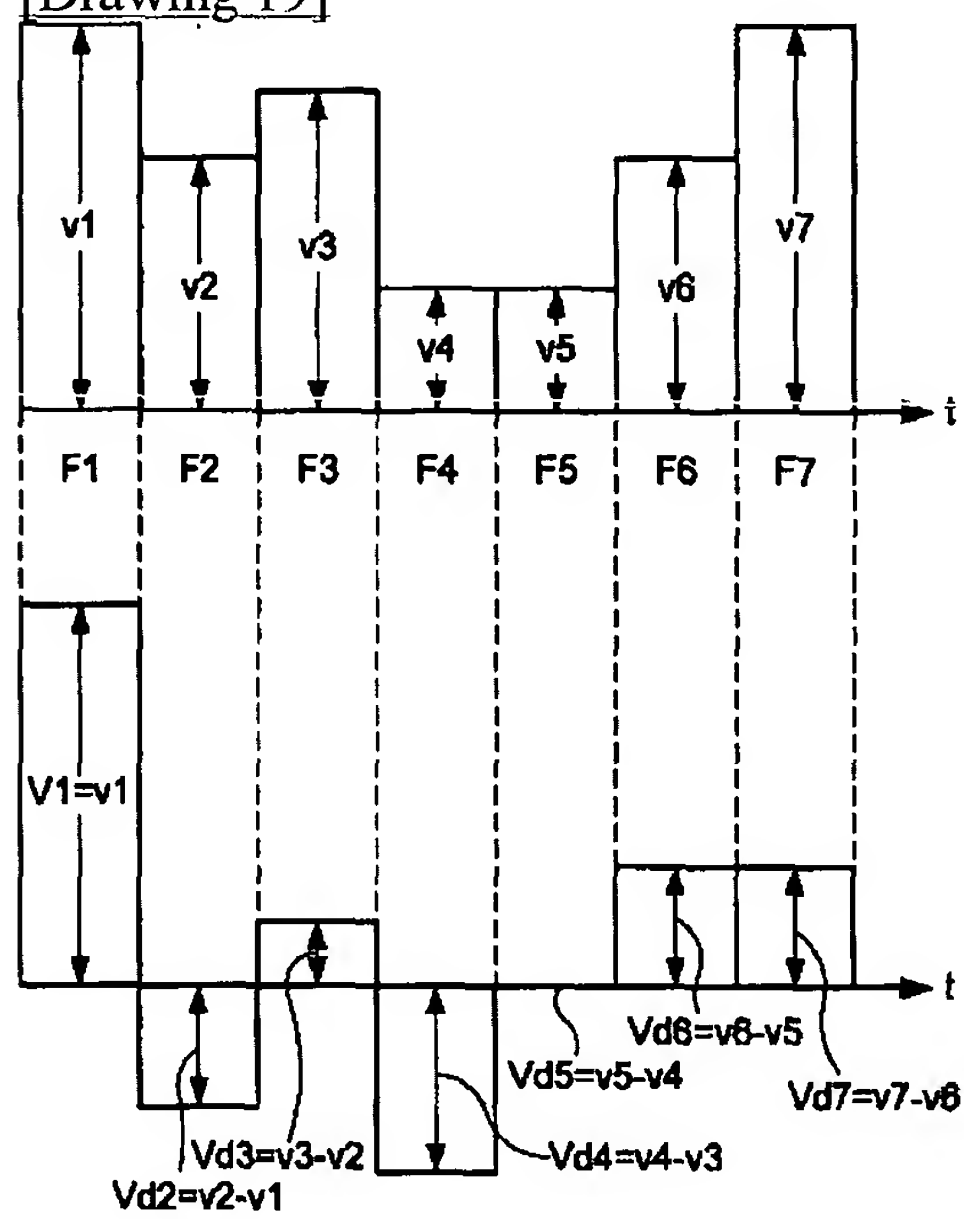 [Drawing 19]
v1
v2
v3
v4
v5
v6
v7
t
F1 F2 F3 F4 F5 F6 F7
V1=v1
t
Vd6=v6-v5
Vd5=v5-v4
Vd7=v7-v6
Vd3=v3-v2
Vd4=v4-v3
Vd2=v2-v1